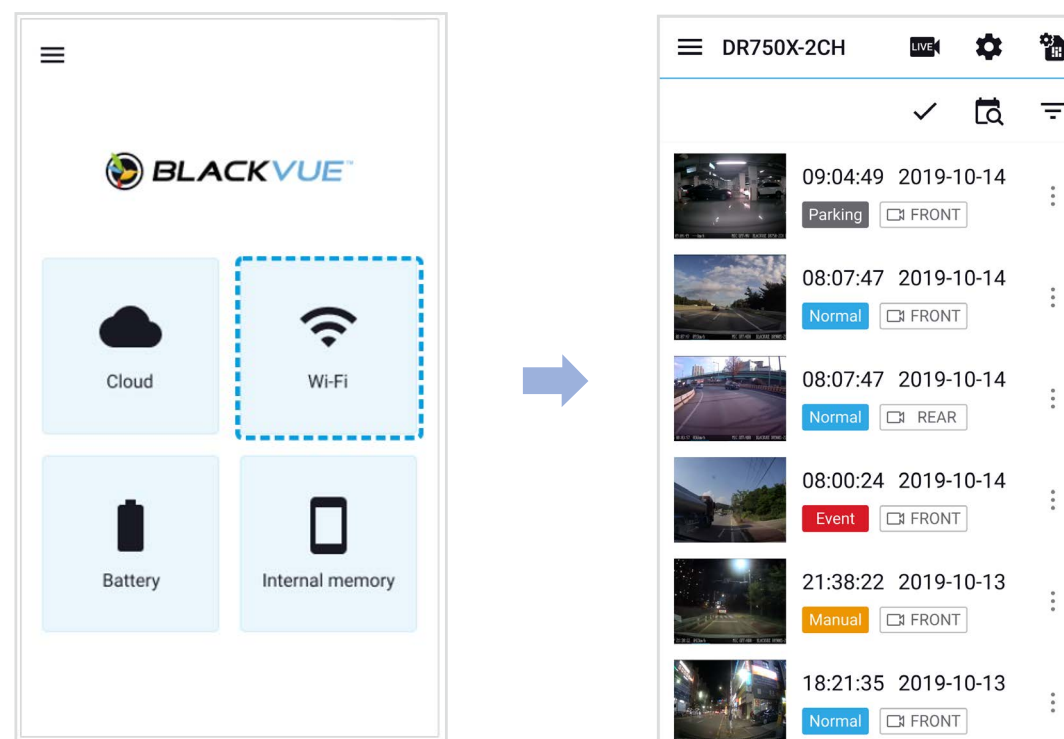 BLACKVUE™
Cloud
Wi-Fi
Battery
Internal memory
DR750X-2CH
LIVE
09:04:49 2019-10-14
Parking FRONT
08:07:47 2019-10-14
Normal FRONT
08:07:47 2019-10-14
Normal REAR
08:00:24 2019-10-14
Event FRONT
21:38:22 2019-10-13
Manual FRONT
18:21:35 2019-10-13
Normal FRONT